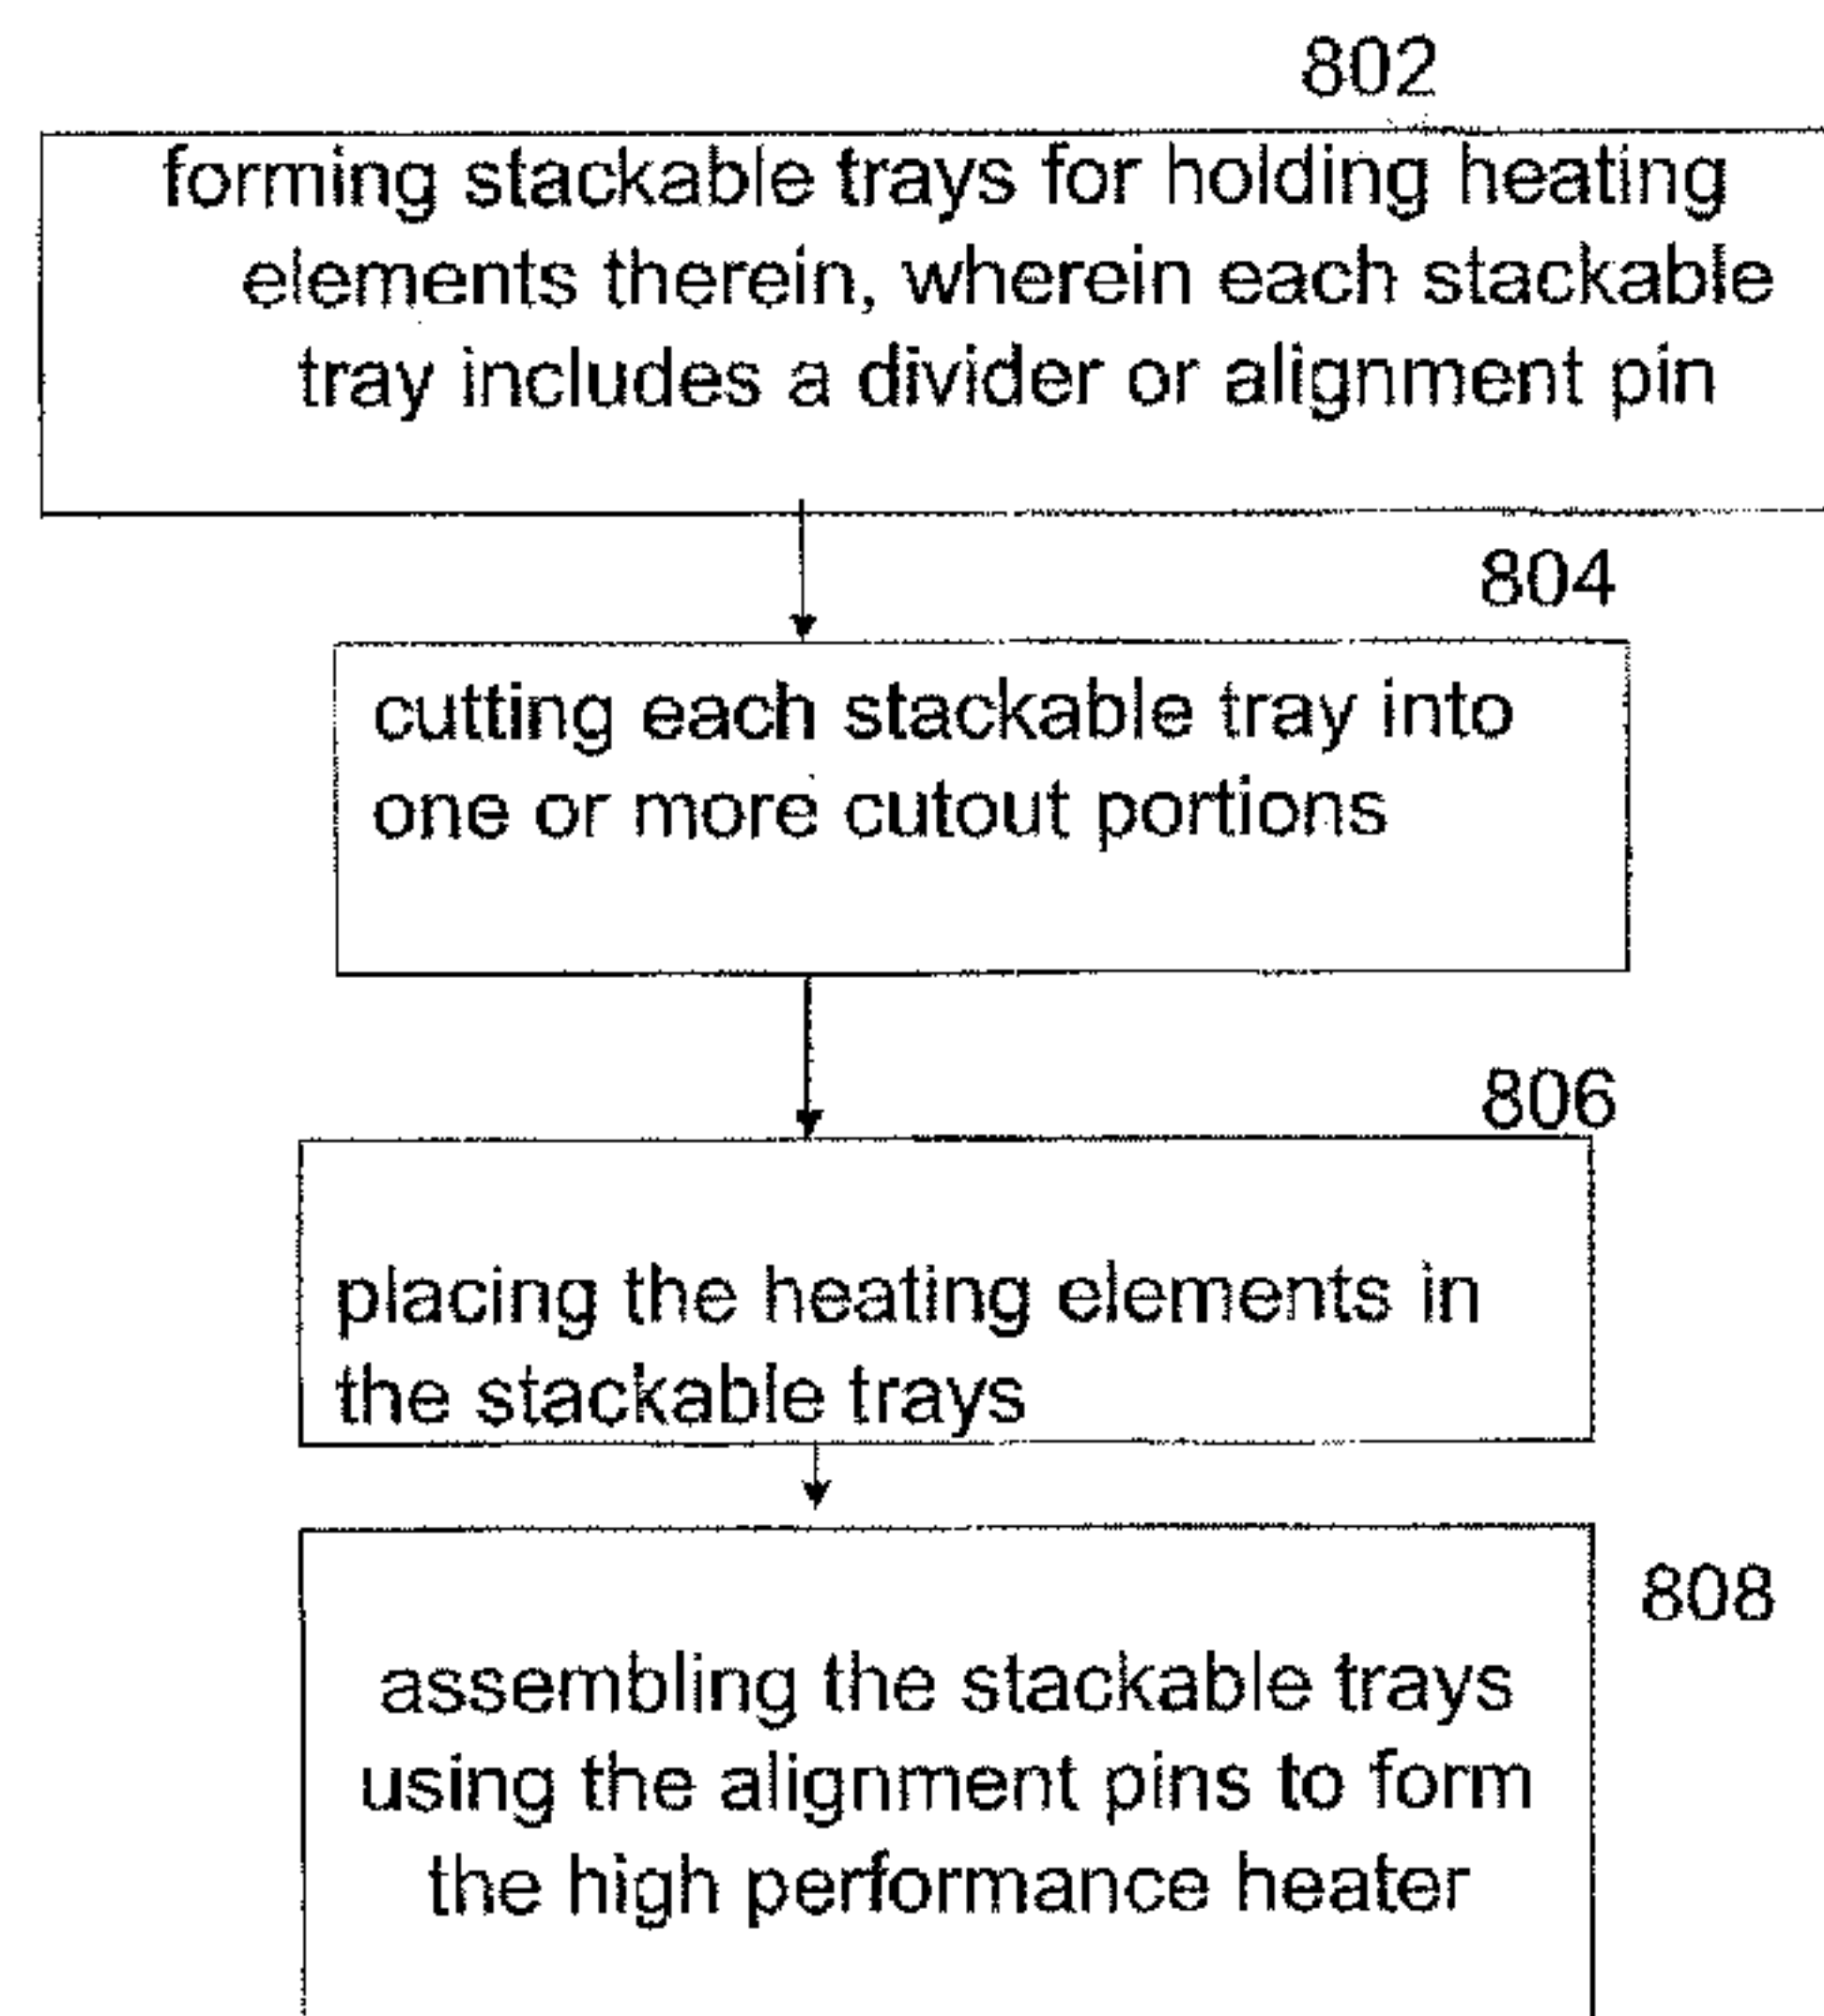 802
forming stackable trays for holding heating
elements therein, wherein each stackable
tray includes a divider or alignment pin
804
cutting each stackable tray into
one or more cutout portions
806
placing the heating elements in
the stackable trays
808
assembling the stackable trays
using the alignment pins to form
the high performance heater